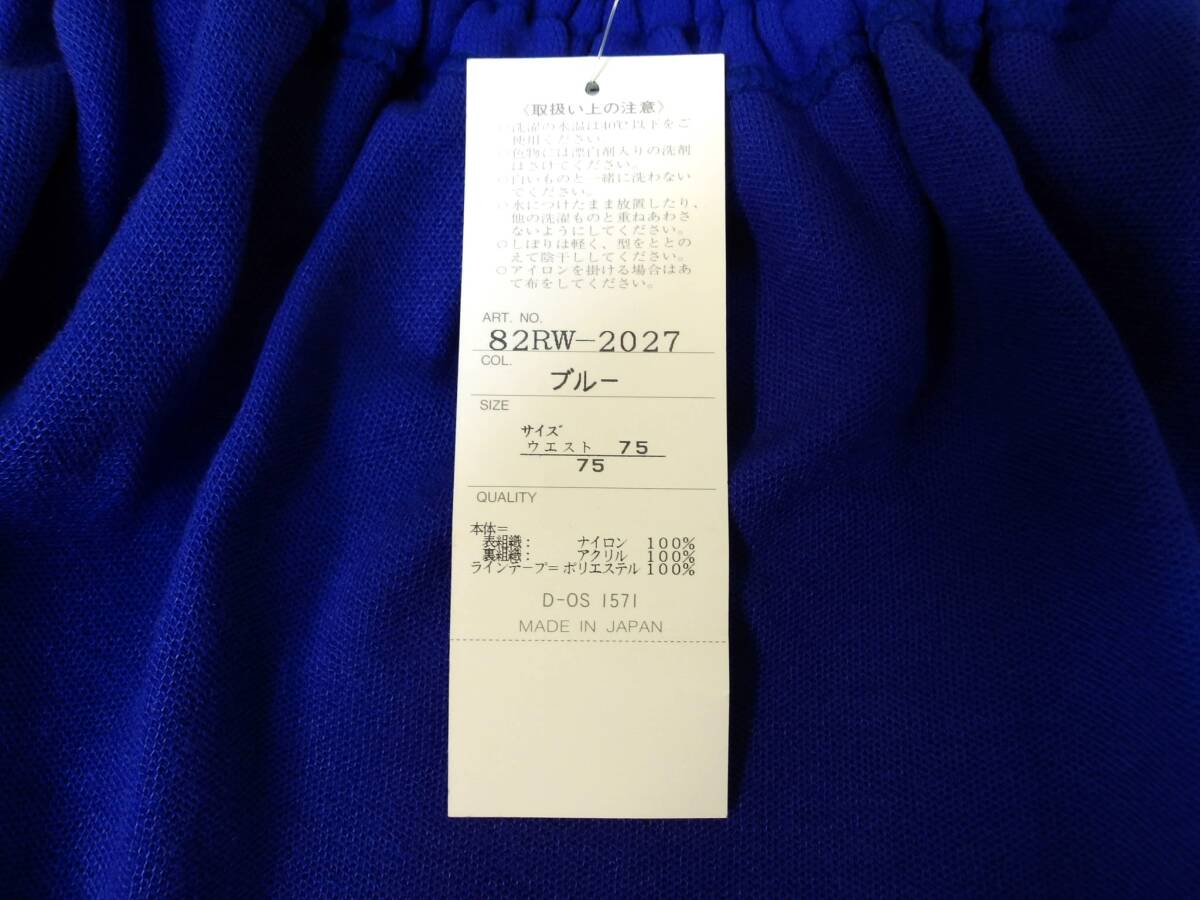 〈取扱い上の注意〉
○洗濯の水温は40℃以下をご
使用ください。
○色物には漂白剤入りの洗剤
はさけてください。
○白いものと一緒に洗わない
でください。
○水につけたまま放置したり、
他の洗濯ものと重ねあわさ
ないようにしてください。
○しぼりは軽く、型をととの
えて陰干ししてください。
○アイロンを掛ける場合はあ
て布をしてください。
ART. NO.
82RW-2027
COL.
ブルー
SIZE
サイズ
ウエスト 75
75
QUALITY
本体=
表組織: ナイロン 100%
裏組織: アクリル 100%
ラインテープ=ポリエステル 100%
D-OS 1571
MADE IN JAPAN